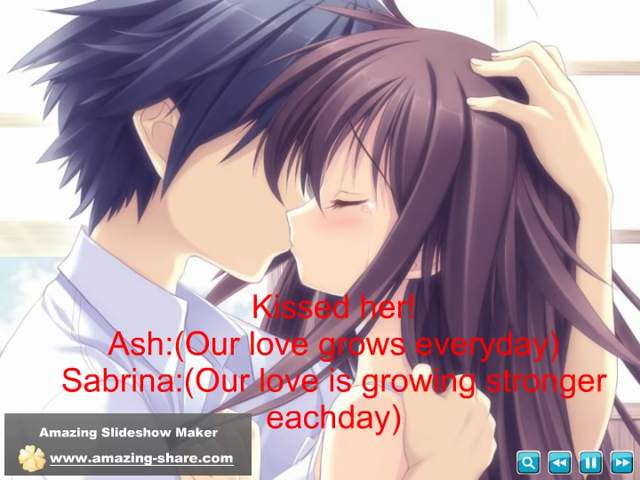 Kissed her!
Ash:(Our love grows everyday)
Sabrina:(Our love is growing stronger
eachday)
Amazing Slideshow Maker
www.amazing-share.com